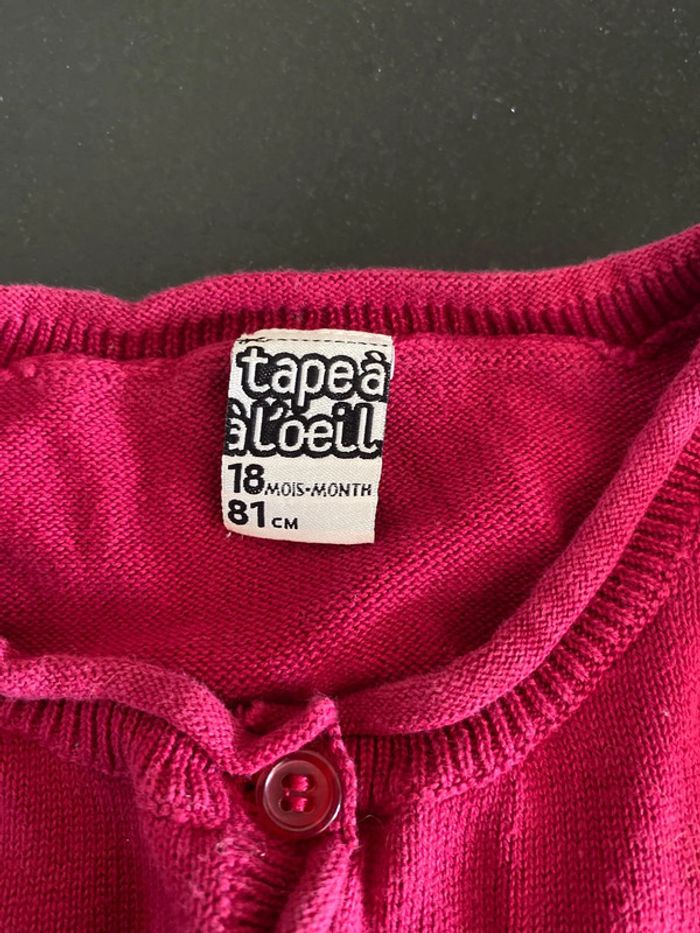 tape à
à l'oeil
18 MOIS-MONTH
81 CM